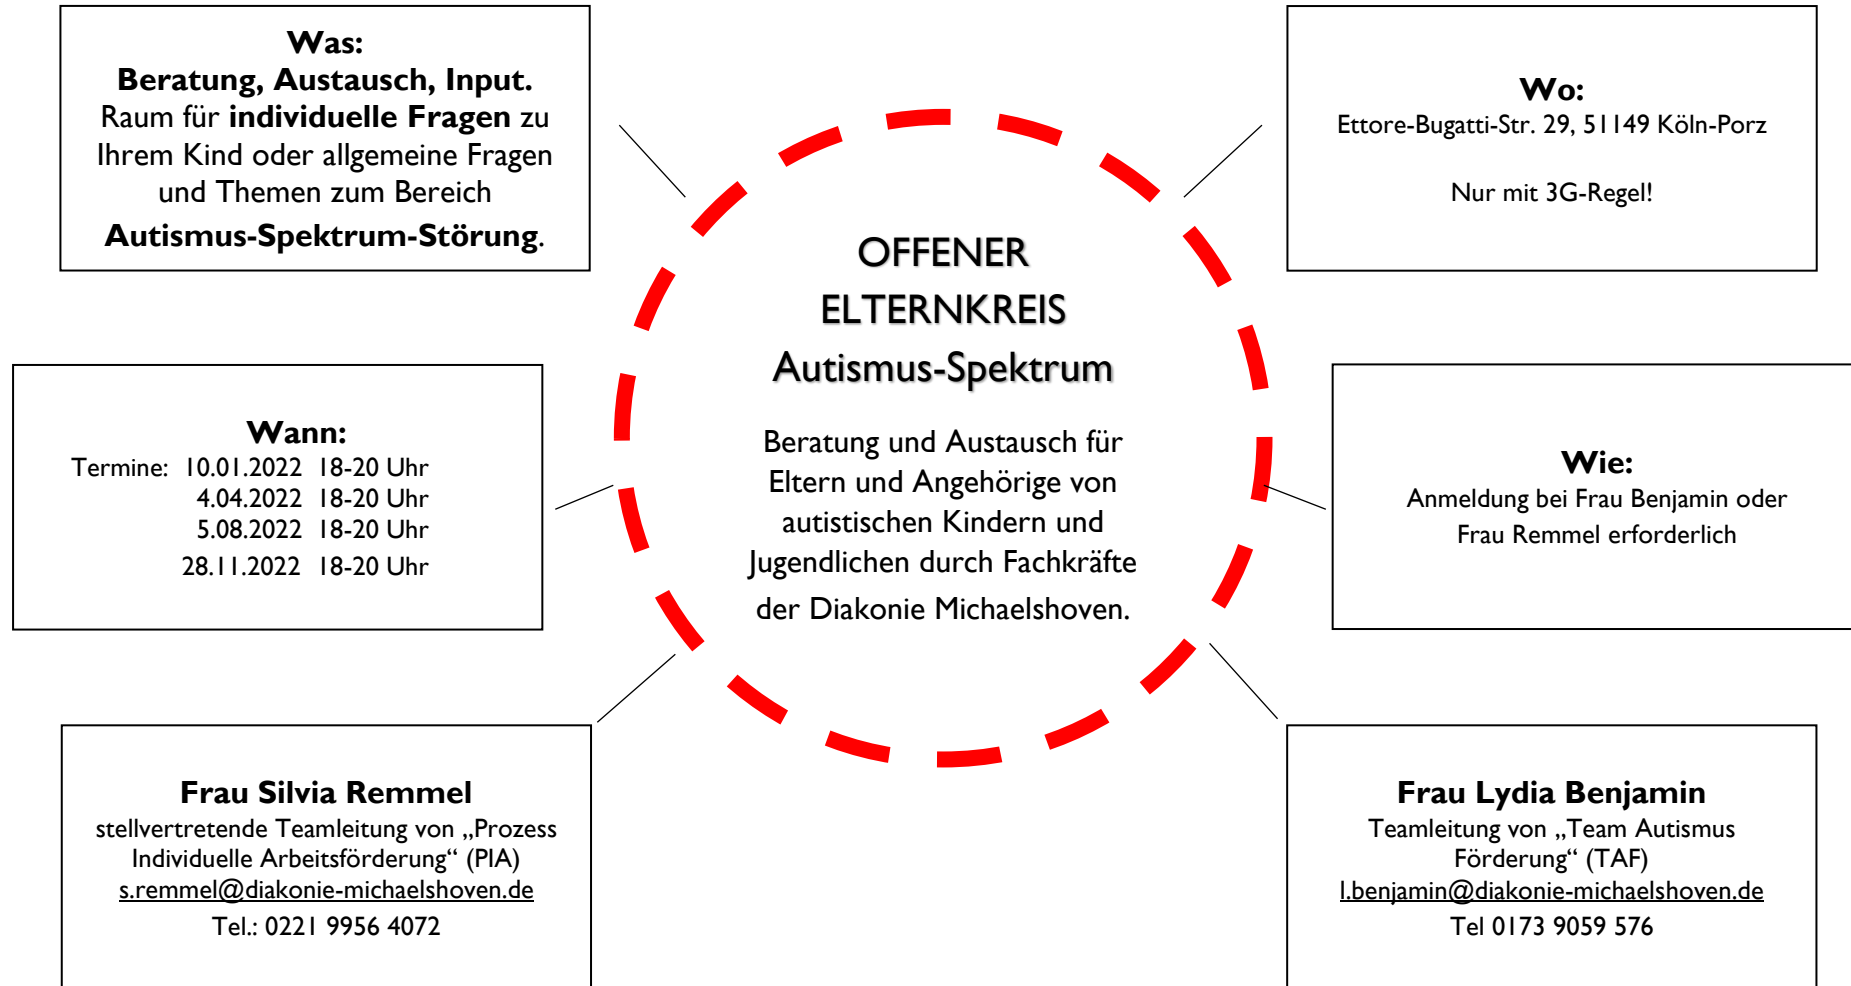 Was:
Beratung, Austausch, Input.
Raum für individuelle Fragen zu
Ihrem Kind oder allgemeine Fragen
und Themen zum Bereich
Autismus-Spektrum-Störung.
Wo:
Ettore-Bugatti-Str. 29, 51149 Köln-Porz
Nur mit 3G-Regel!
OFFENER
ELTERNKREIS
Autismus-Spektrum
Beratung und Austausch für
Eltern und Angehörige von
autistischen Kindern und
Jugendlichen durch Fachkräfte
der Diakonie Michaelshoven.
Wann:
Termine: 10.01.2022 18-20 Uhr
4.04.2022 18-20 Uhr
5.08.2022 18-20 Uhr
28.11.2022 18-20 Uhr
Wie:
Anmeldung bei Frau Benjamin oder
Frau Remmel erforderlich
Frau Silvia Remmel
stellvertretende Teamleitung von „Prozess
Individuelle Arbeitsförderung“ (PIA)
s.remmel@diakonie-michaelshoven.de
Tel.: 0221 9956 4072
Frau Lydia Benjamin
Teamleitung von „Team Autismus
Förderung“ (TAF)
l.benjamin@diakonie-michaelshoven.de
Tel 0173 9059 576